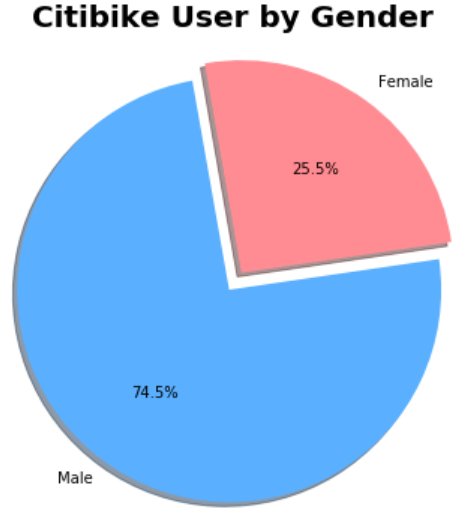 Citibike User by Gender
Female
25.5%
74.5%
Male